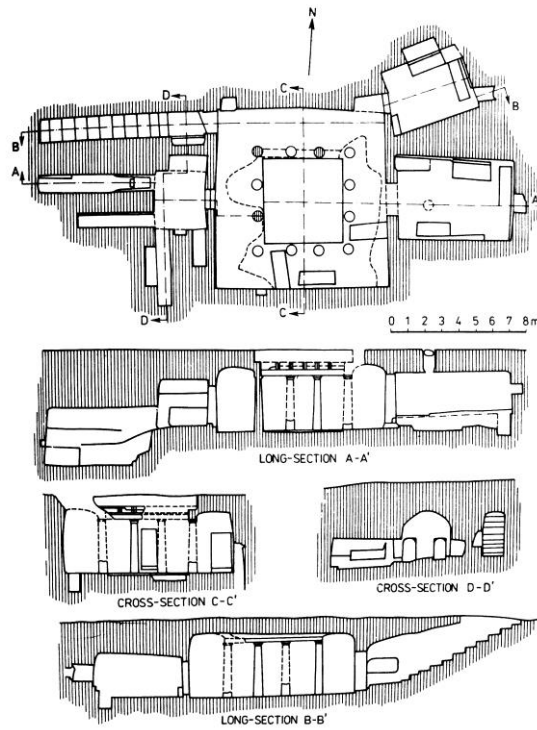 N
D
C
B
B
A
A
D
C
0 1 2 3 4 5 6 7 8m
LONG-SECTION A-A'
CROSS-SECTION C-C'
CROSS-SECTION D-D'
LONG-SECTION B-B'